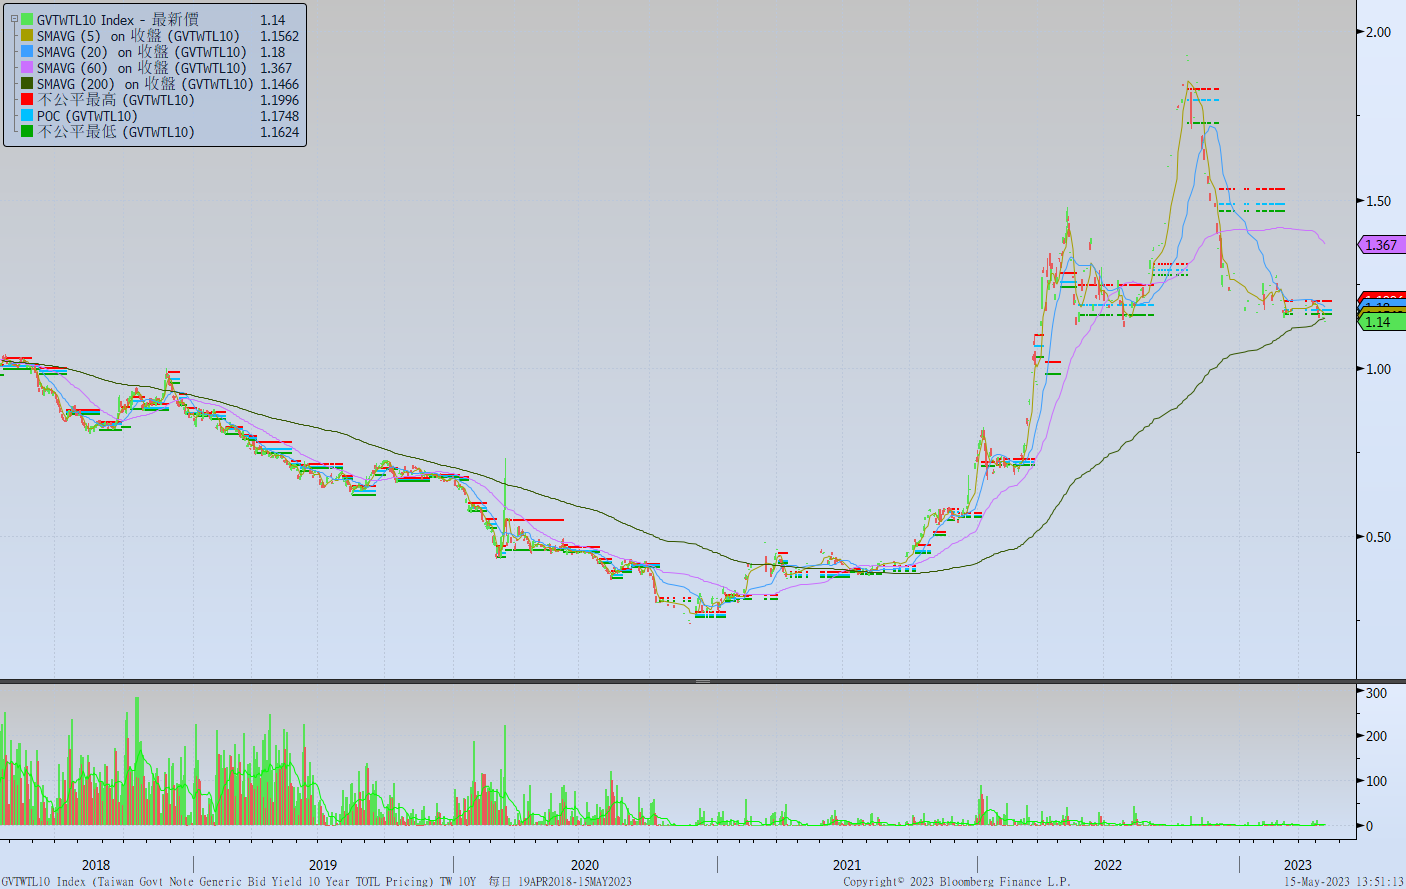 GVTWTL10 Index - 最新價 1.14
SMAVG (5) on 收盤 (GVTWTL10) 1.1562
SMAVG (20) on 收盤 (GVTWTL10) 1.18
SMAVG (60) on 收盤 (GVTWTL10) 1.367
SMAVG (200) on 收盤 (GVTWTL10) 1.1466
不公平最高 (GVTWTL10) 1.1996
POC (GVTWTL10) 1.1748
不公平最低 (GVTWTL10) 1.1624
2.00
1.50
1.367
1.14
1.00
0.50
300
200
100
0
2018 2019 2020 2021 2022 2023
GVTWTL10 Index (Taiwan Govt Note Generic Bid Yield 10 Year TOTL Pricing) TW 10Y 每日 19APR2018-15MAY2023 Copyright© 2023 Bloomberg Finance L.P. 15-May-2023 13:51:13